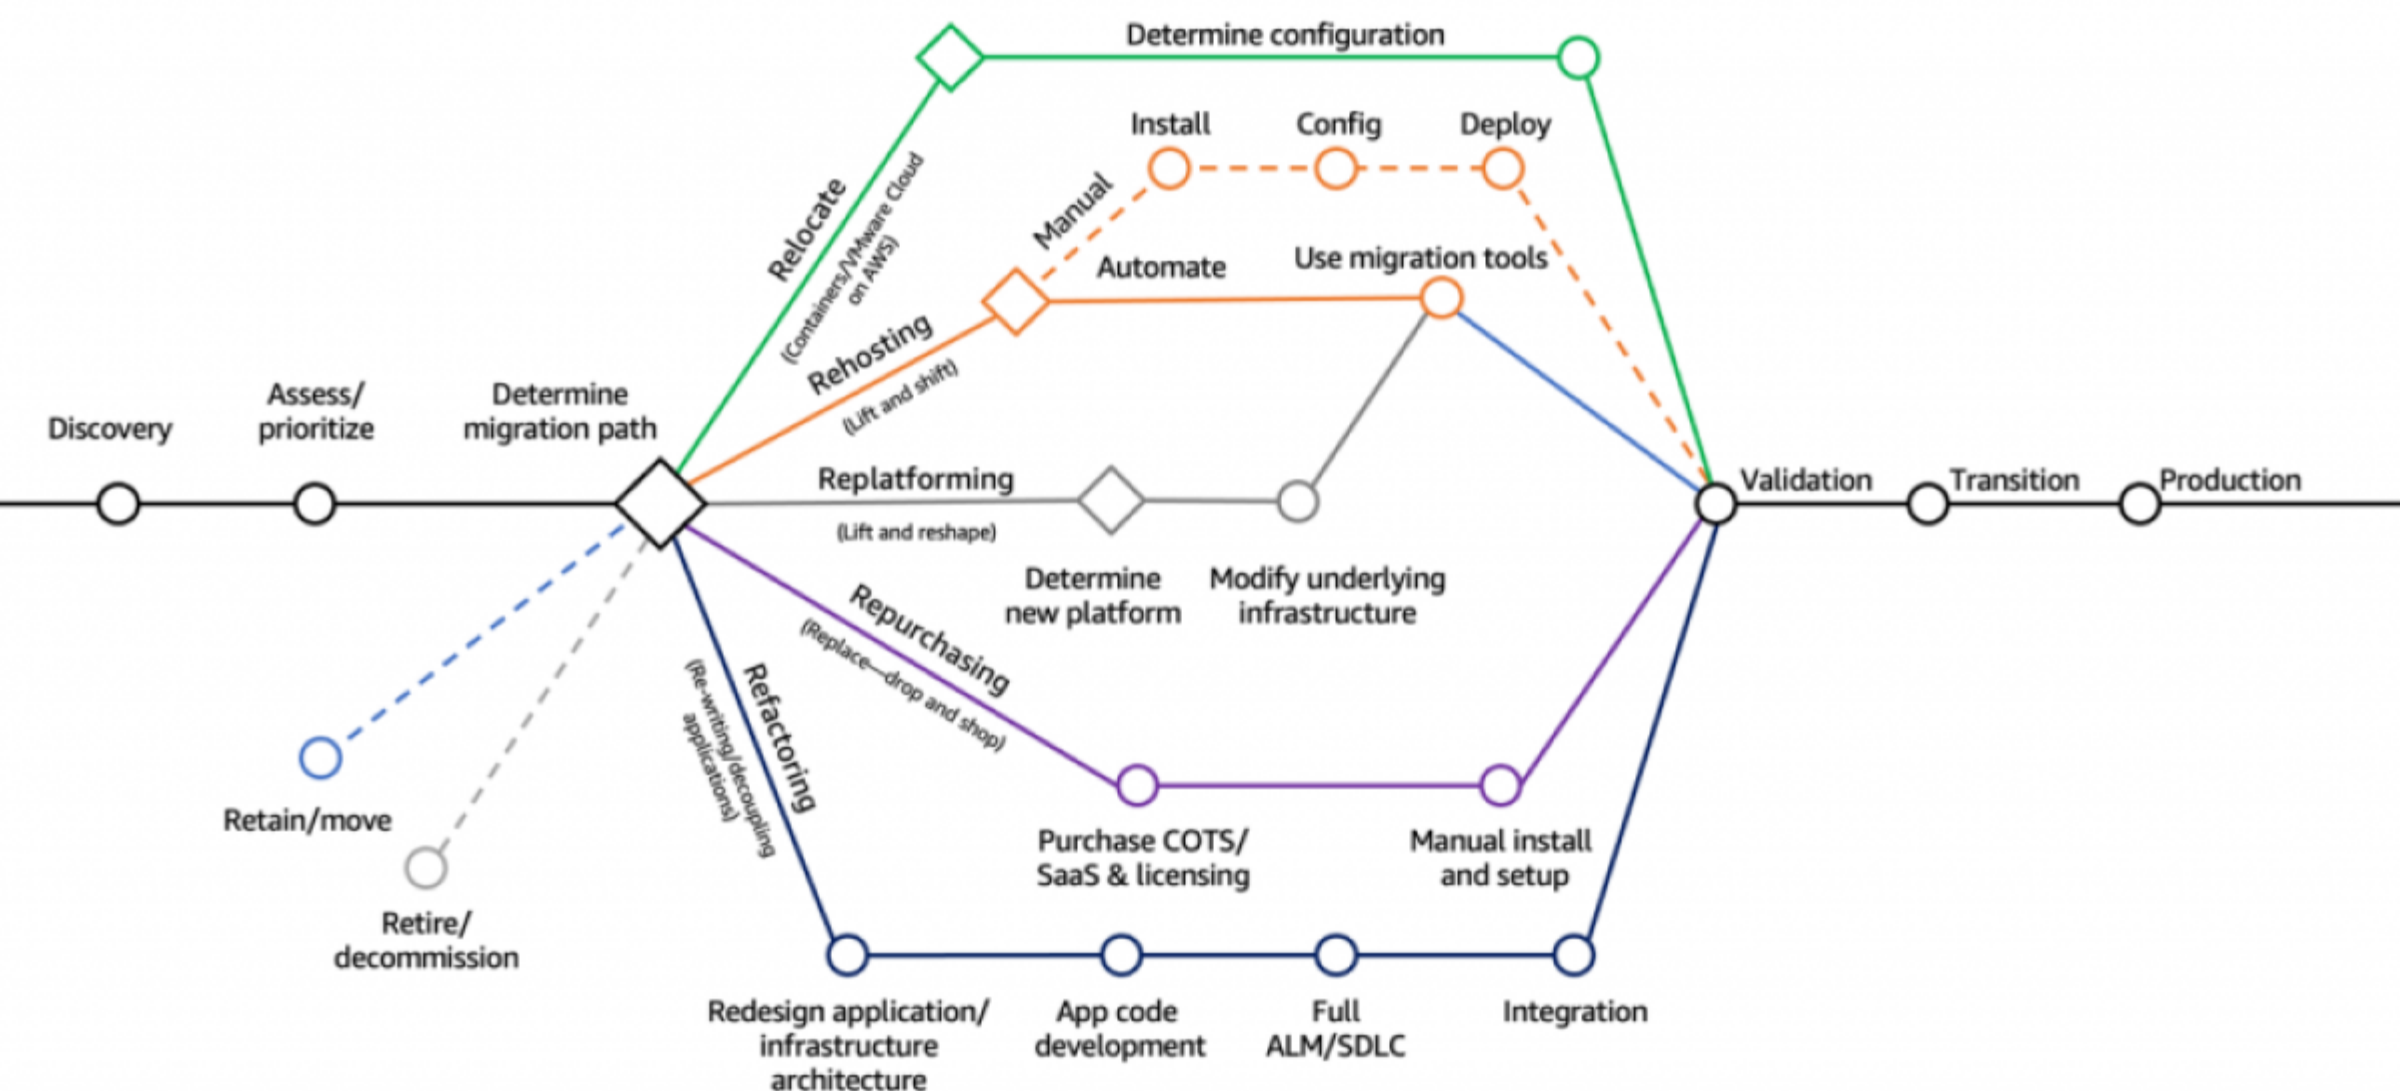 Determine configuration
Install
Config
Deploy
Manual
Relocate
(Containers/VMware Cloud
on AWS)
Automate
Use migration tools
Rehosting
(Lift and shift)
Discovery
Assess/
prioritize
Determine
migration path
Replatforming
(Lift and reshape)
Validation
Transition
Production
Determine
new platform
Modify underlying
infrastructure
Repurchasing
(Replace—drop and shop)
Refactoring
(Re-writing/decoupling
applications)
Retain/move
Retire/
decommission
Purchase COTS/
SaaS & licensing
Manual install
and setup
Redesign application/
infrastructure
architecture
App code
development
Full
ALM/SDLC
Integration